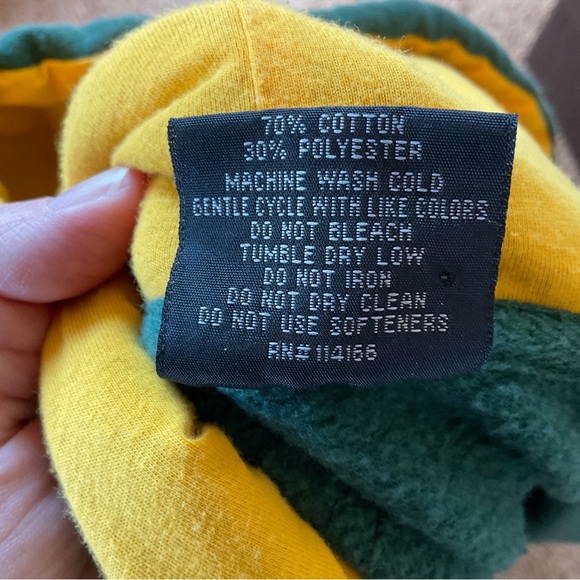 70% COTTON
30% POLYESTER
MACHINE WASH COLD
GENTLE CYCLE WITH LIKE COLORS
DO NOT BLEACH
TUMBLE DRY LOW
DO NOT IRON
DO NOT DRY CLEAN
DO NOT USE SOFTENERS
RN# 114166